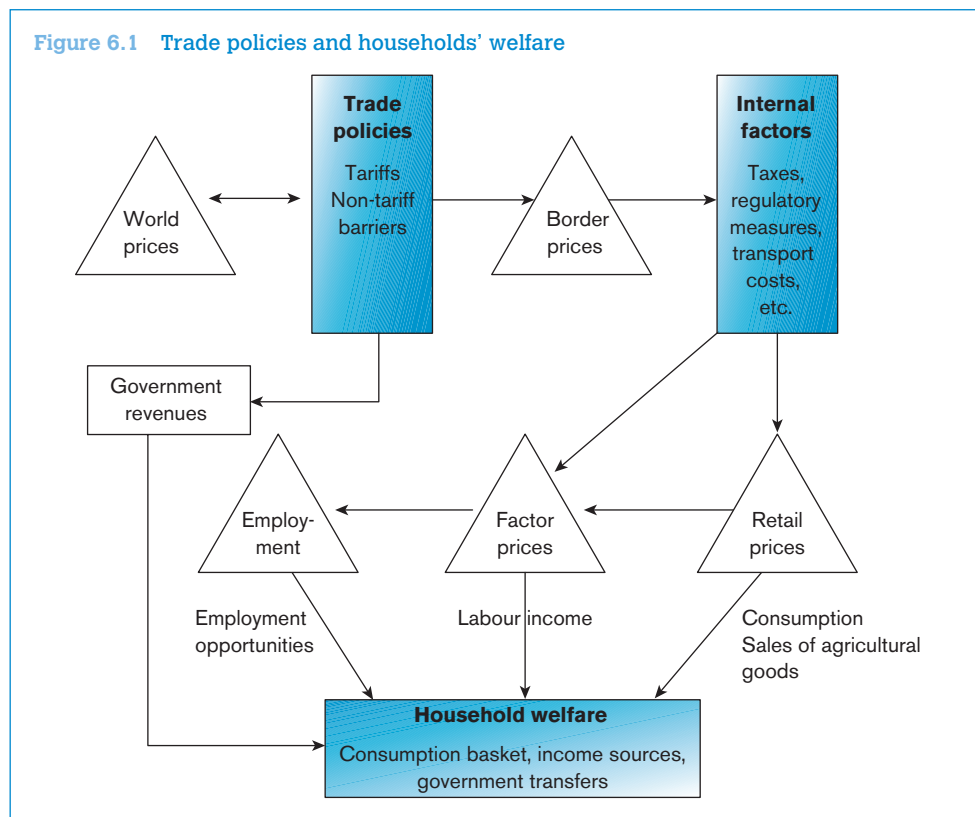 Figure 6.1 Trade policies and households' welfare
Trade
policies
Tariffs
Non-tariff
barriers
Internal
factors
Taxes,
regulatory
measures,
transport
costs,
etc.
World
prices
Border
prices
Government
revenues
Employ-
ment
Factor
prices
Retail
prices
Employment
opportunities
Labour income
Consumption
Sales of agricultural
goods
Household welfare
Consumption basket, income sources,
government transfers